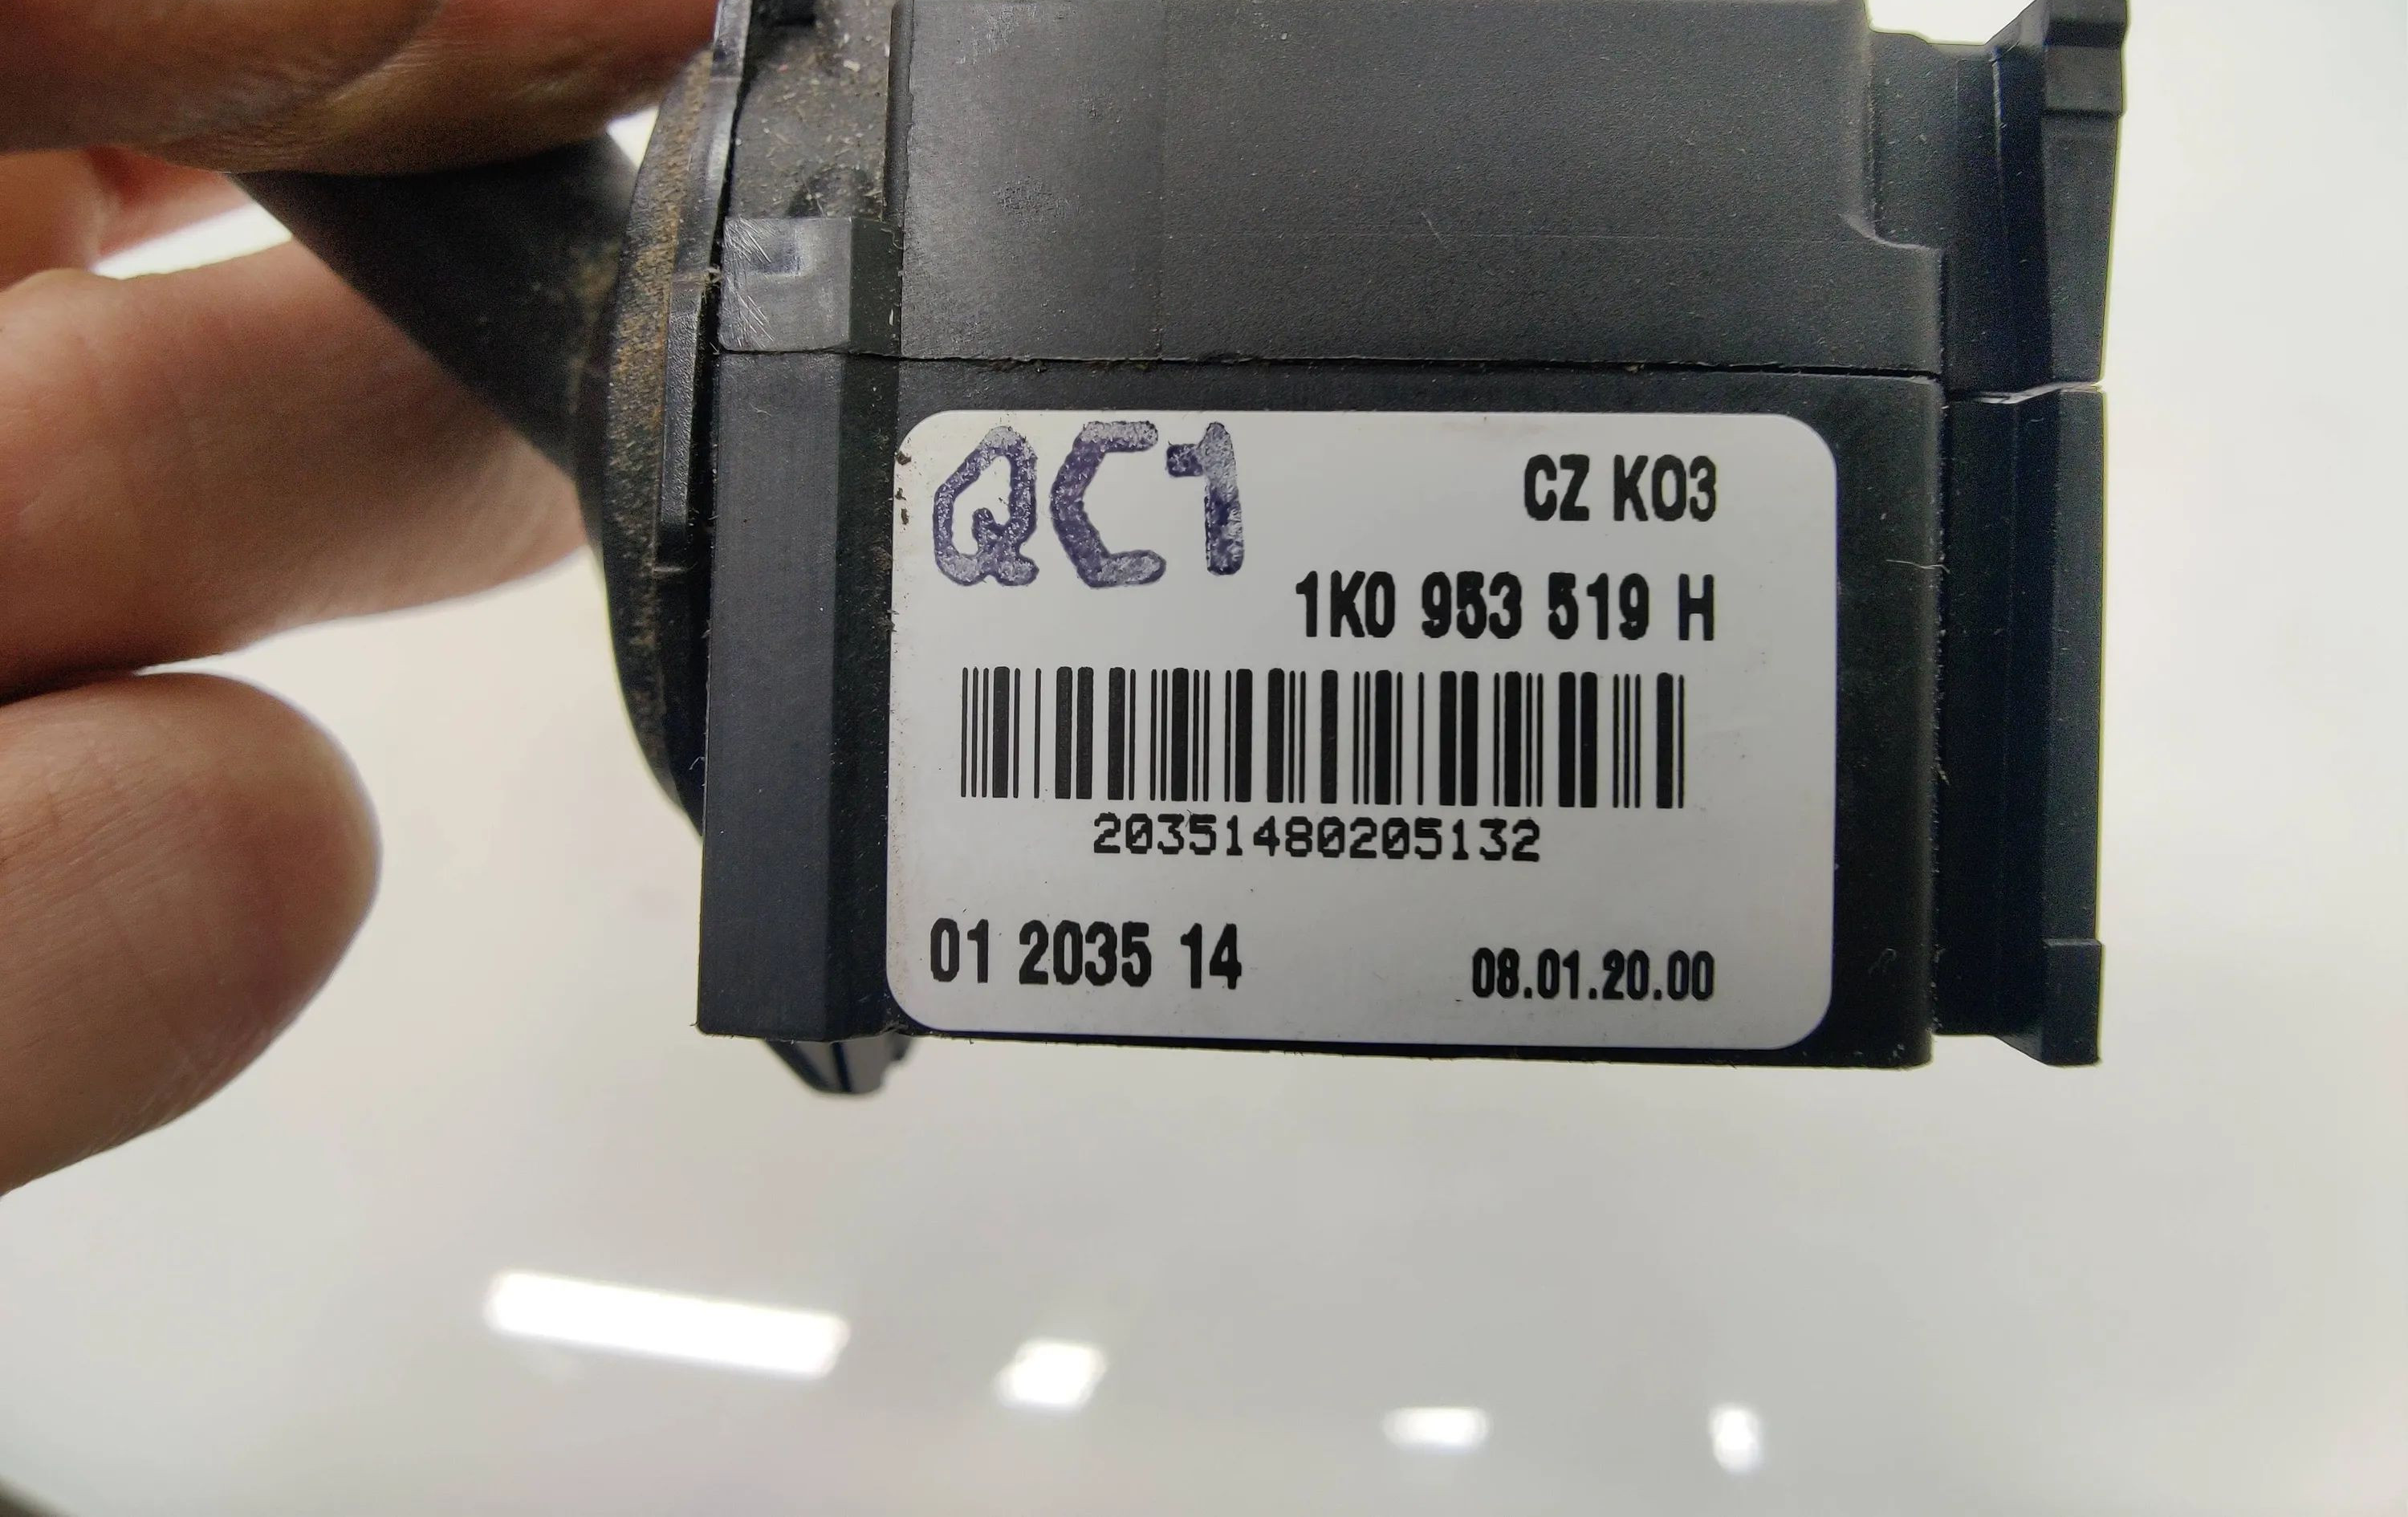 QC1
CZ K03
1K0 953 519 H
20351480205132
01 2035 14
08.01.20.00